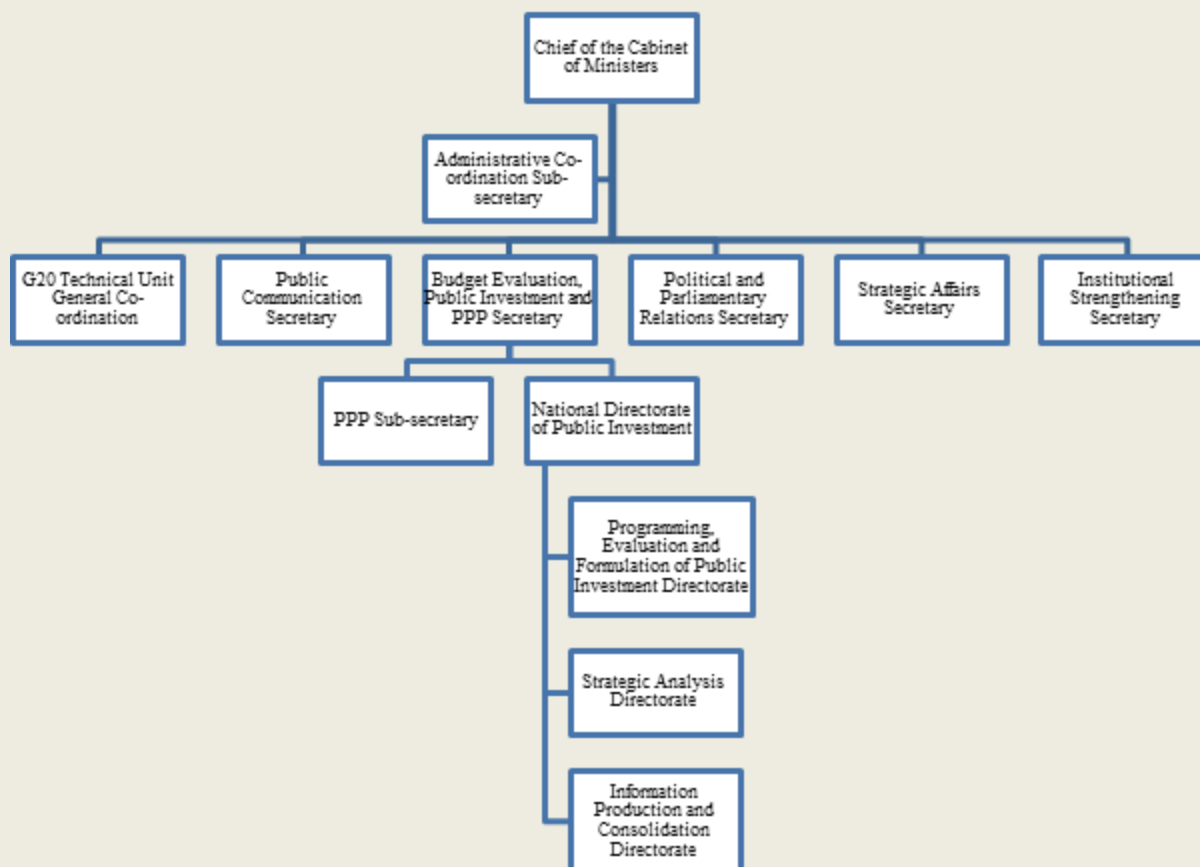 Chief of the Cabinet
of Ministers
Administrative Co-
ordination Sub-
secretary
G20 Technical Unit
General Co-
ordination
Public
Communication
Secretary
Budget Evaluation,
Public Investment and
PPP Secretary
Political and
Parliamentary
Relations Secretary
Strategic Affairs
Secretary
Institutional
Strengthening
Secretary
PPP Sub-secretary
National Directorate
of Public Investment
Programming,
Evaluation and
Formulation of Public
Investment Directorate
Strategic Analysis
Directorate
Information
Production and
Consolidation
Directorate